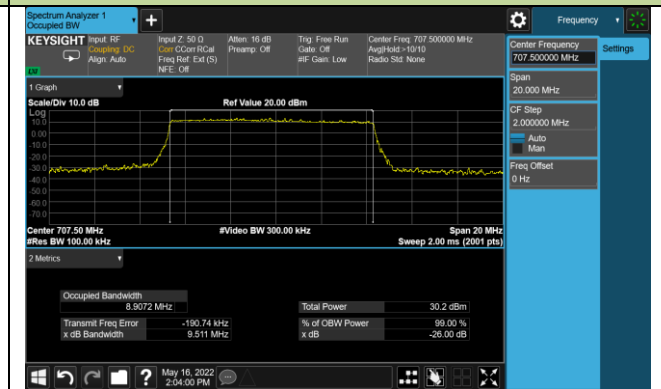 Spectrum Analyzer 1
Occupied BW
Frequency
KEYSIGHT
Input: RF
Coupling: DC
Align: Auto
Input Z: 50 Ω
Corr CCorr RCal
Freq Ref: Ext (S)
NFE: Off
Atten: 16 dB
Preamp: Off
Trig: Free Run
Gate: Off
#IF Gain: Low
Center Freq: 707.500000 MHz
Avg|Hold:>10/10
Radio Std: None
LW
Center Frequency
707.500000 MHz
Settings
Span
20.000 MHz
CF Step
2.000000 MHz
Auto
Man
Freq Offset
0 Hz
1 Graph
Scale/Div 10.0 dB
Ref Value 20.00 dBm
Log
10.0
0.00
-10.0
-20.0
-30.0
-40.0
-50.0
-60.0
-70.0
Center 707.50 MHz
#Video BW 300.00 kHz
Span 20 MHz
#Res BW 100.00 kHz
Sweep 2.00 ms (2001 pts)
2 Metrics
Occupied Bandwidth
8.9072 MHz
Total Power 30.2 dBm
Transmit Freq Error -190.74 kHz
% of OBW Power 99.00 %
x dB Bandwidth 9.511 MHz
x dB -26.00 dB
?
May 16, 2022
2:04:00 PM